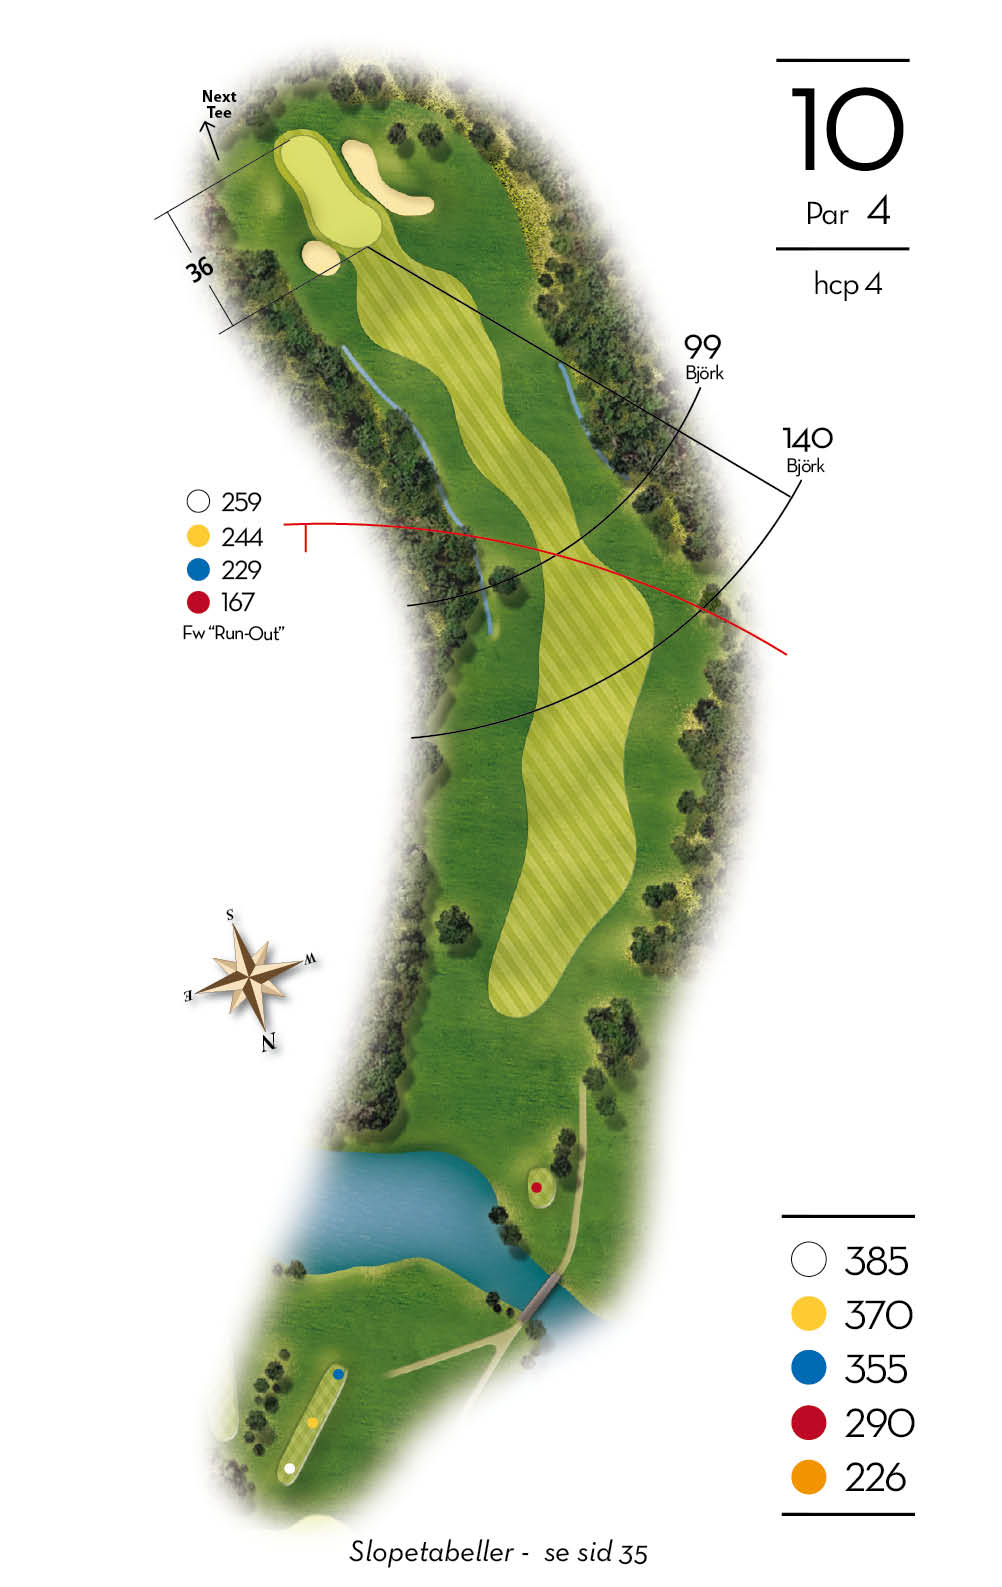 10
Par 4
hcp 4
Next
Tee
36
99
Björk
140
Björk
259
244
229
167
Fw “Run-Out”
S
W
E
N
385
370
355
290
226
Slopetabeller - se sid 35